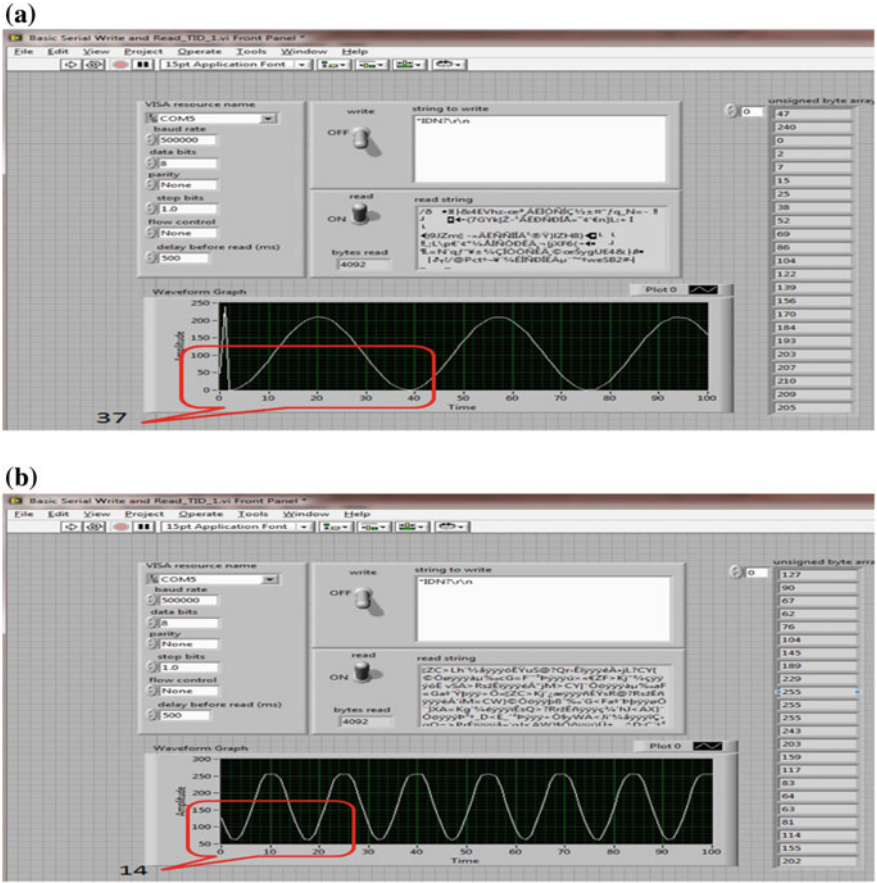 (a)
Basic Serial Write and Read_TID_1.vi Front Panel *
File Edit View Project Operate Tools Window Help
15pt Application Font
VISA resource name
COM5
baud rate
500000
data bits
8
parity
None
stop bits
1.0
flow control
None
delay before read (ms)
500
write
OFF
string to write
*IDN?\r\n
read
ON
bytes read
4092
read string
unsigned byte array
0
47
240
0
2
7
15
25
38
52
69
86
104
122
139
156
170
184
193
203
207
210
209
205
Waveform Graph
Plot 0
Amplitude
250
200
150
100
50
0
0 10 20 30 40 50 60 70 80 90 100
Time
37
(b)
Basic Serial Write and Read_TID_1.vi Front Panel *
File Edit View Project Operate Tools Window Help
15pt Application Font
VISA resource name
COM5
baud rate
500000
data bits
8
parity
None
stop bits
1.0
flow control
None
delay before read (ms)
500
write
OFF
string to write
*IDN?\r\n
read
ON
bytes read
4092
read string
unsigned byte arra
0
127
90
67
62
76
104
145
189
229
255
255
255
243
203
159
117
83
64
63
81
114
155
202
Waveform Graph
Plot 0
Amplitude
300
250
200
150
100
50
0 10 20 30 40 50 60 70 80 90 100
Time
14